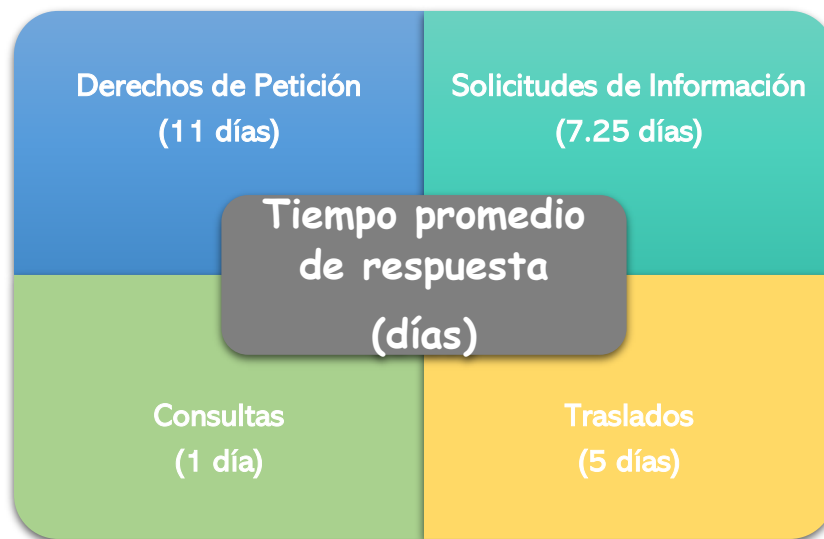 Derechos de Petición
(11 días)
Solicitudes de Información
(7.25 días)
Tiempo promedio
de respuesta
(días)
Consultas
(1 día)
Traslados
(5 días)